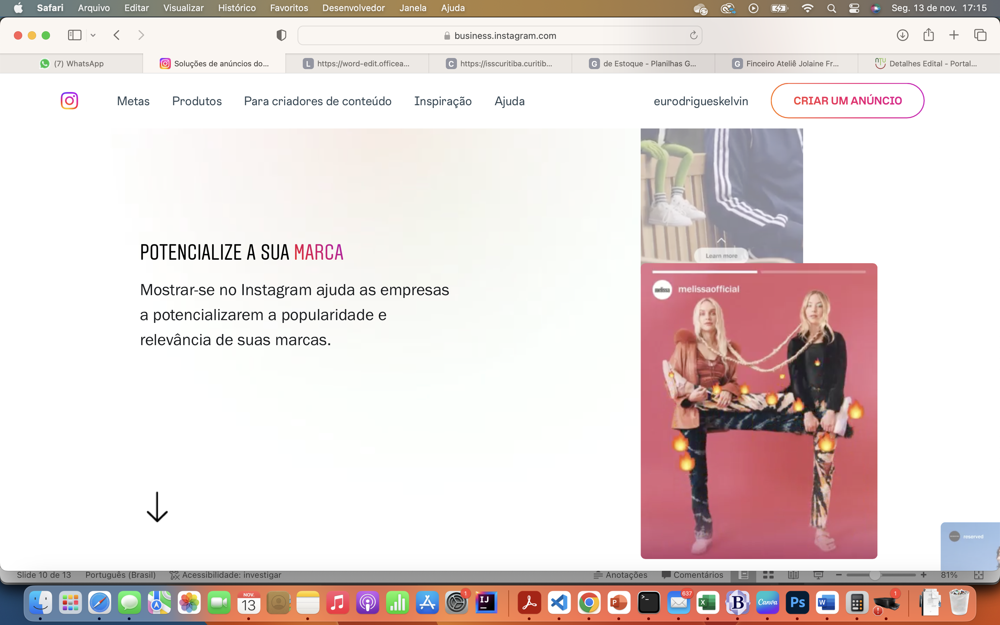 Safari Arquivo Editar Visualizar Histórico Favoritos Desenvolvedor Janela Ajuda Seg. 13 de nov. 17:15
business.instagram.com
(7) WhatsApp Soluções de anúncios do... L https://word-edit.officea... C https://isscuritiba.curitib... G de Estoque - Planilhas G... G Finceiro Ateliê Jolaine Fr... Detalhes Edital - Portal...
Metas Produtos Para criadores de conteúdo Inspiração Ajuda eurodrigueskelvin CRIAR UM ANÚNCIO
Learn more
POTENCIALIZE A SUA MARCA
Mostrar-se no Instagram ajuda as empresas
a potencializarem a popularidade e
relevância de suas marcas.
melissa melissaofficial
reserved
Slide 10 de 13 Português (Brasil) Acessibilidade: investigar Anotações Comentários 81%
NOV.
13
1
IJ
P
637
X
B
Canva
Ps
W
1